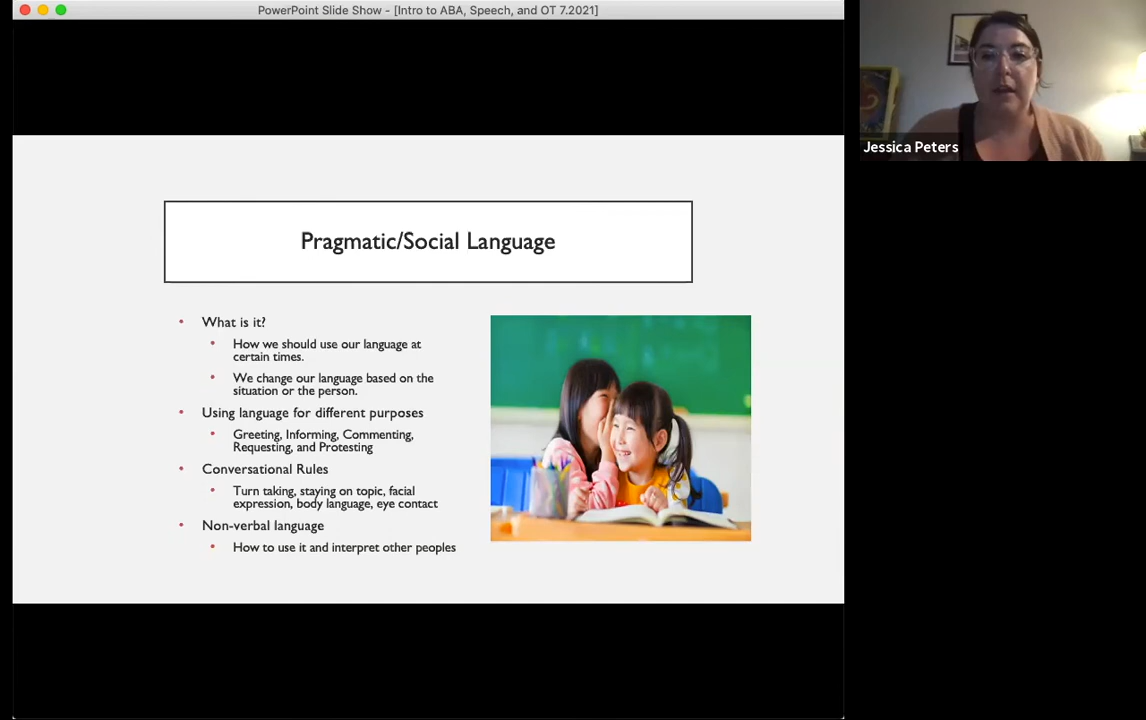 PowerPoint Slide Show - [Intro to ABA, Speech, and OT 7.2021]
Jessica Peters
Pragmatic/Social Language
• What is it?
• How we should use our language at
certain times.
• We change our language based on the
situation or the person.
• Using language for different purposes
• Greeting, Informing, Commenting,
Requesting, and Protesting
• Conversational Rules
• Turn taking, staying on topic, facial
expression, body language, eye contact
• Non-verbal language
• How to use it and interpret other peoples